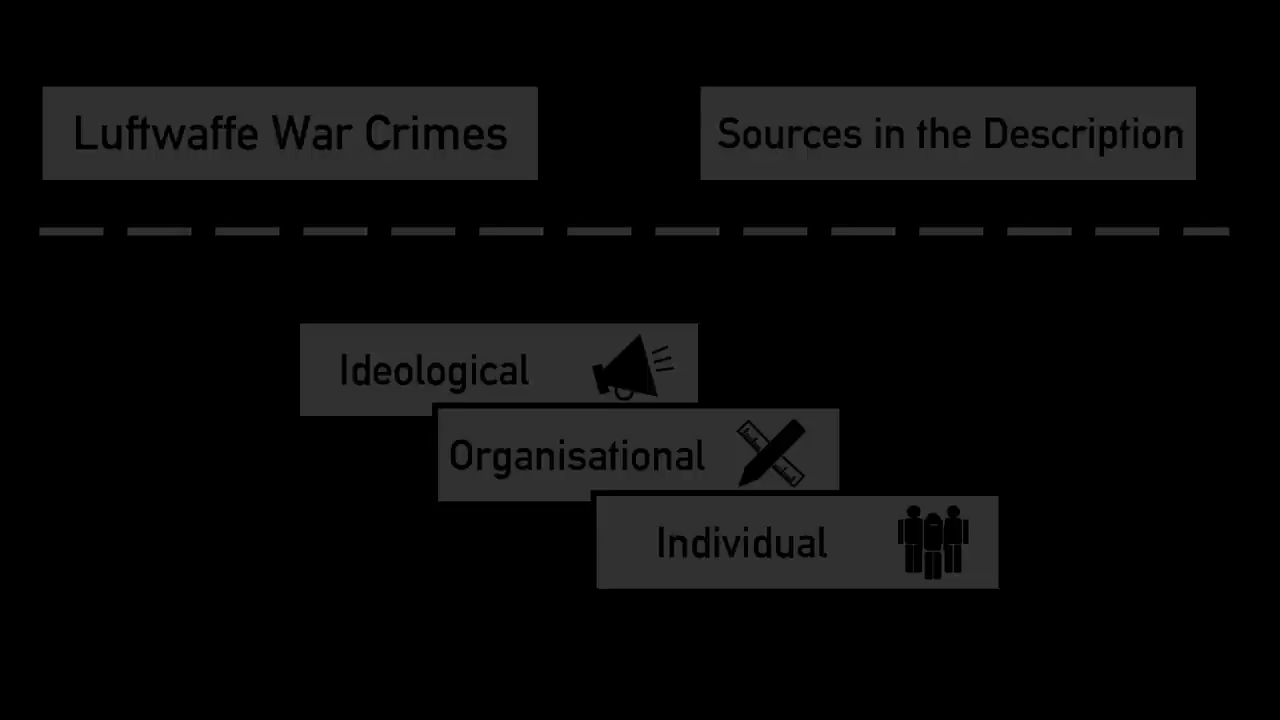 Luftwaffe War Crimes
Sources in the Description
Ideological
Organisational
Individual